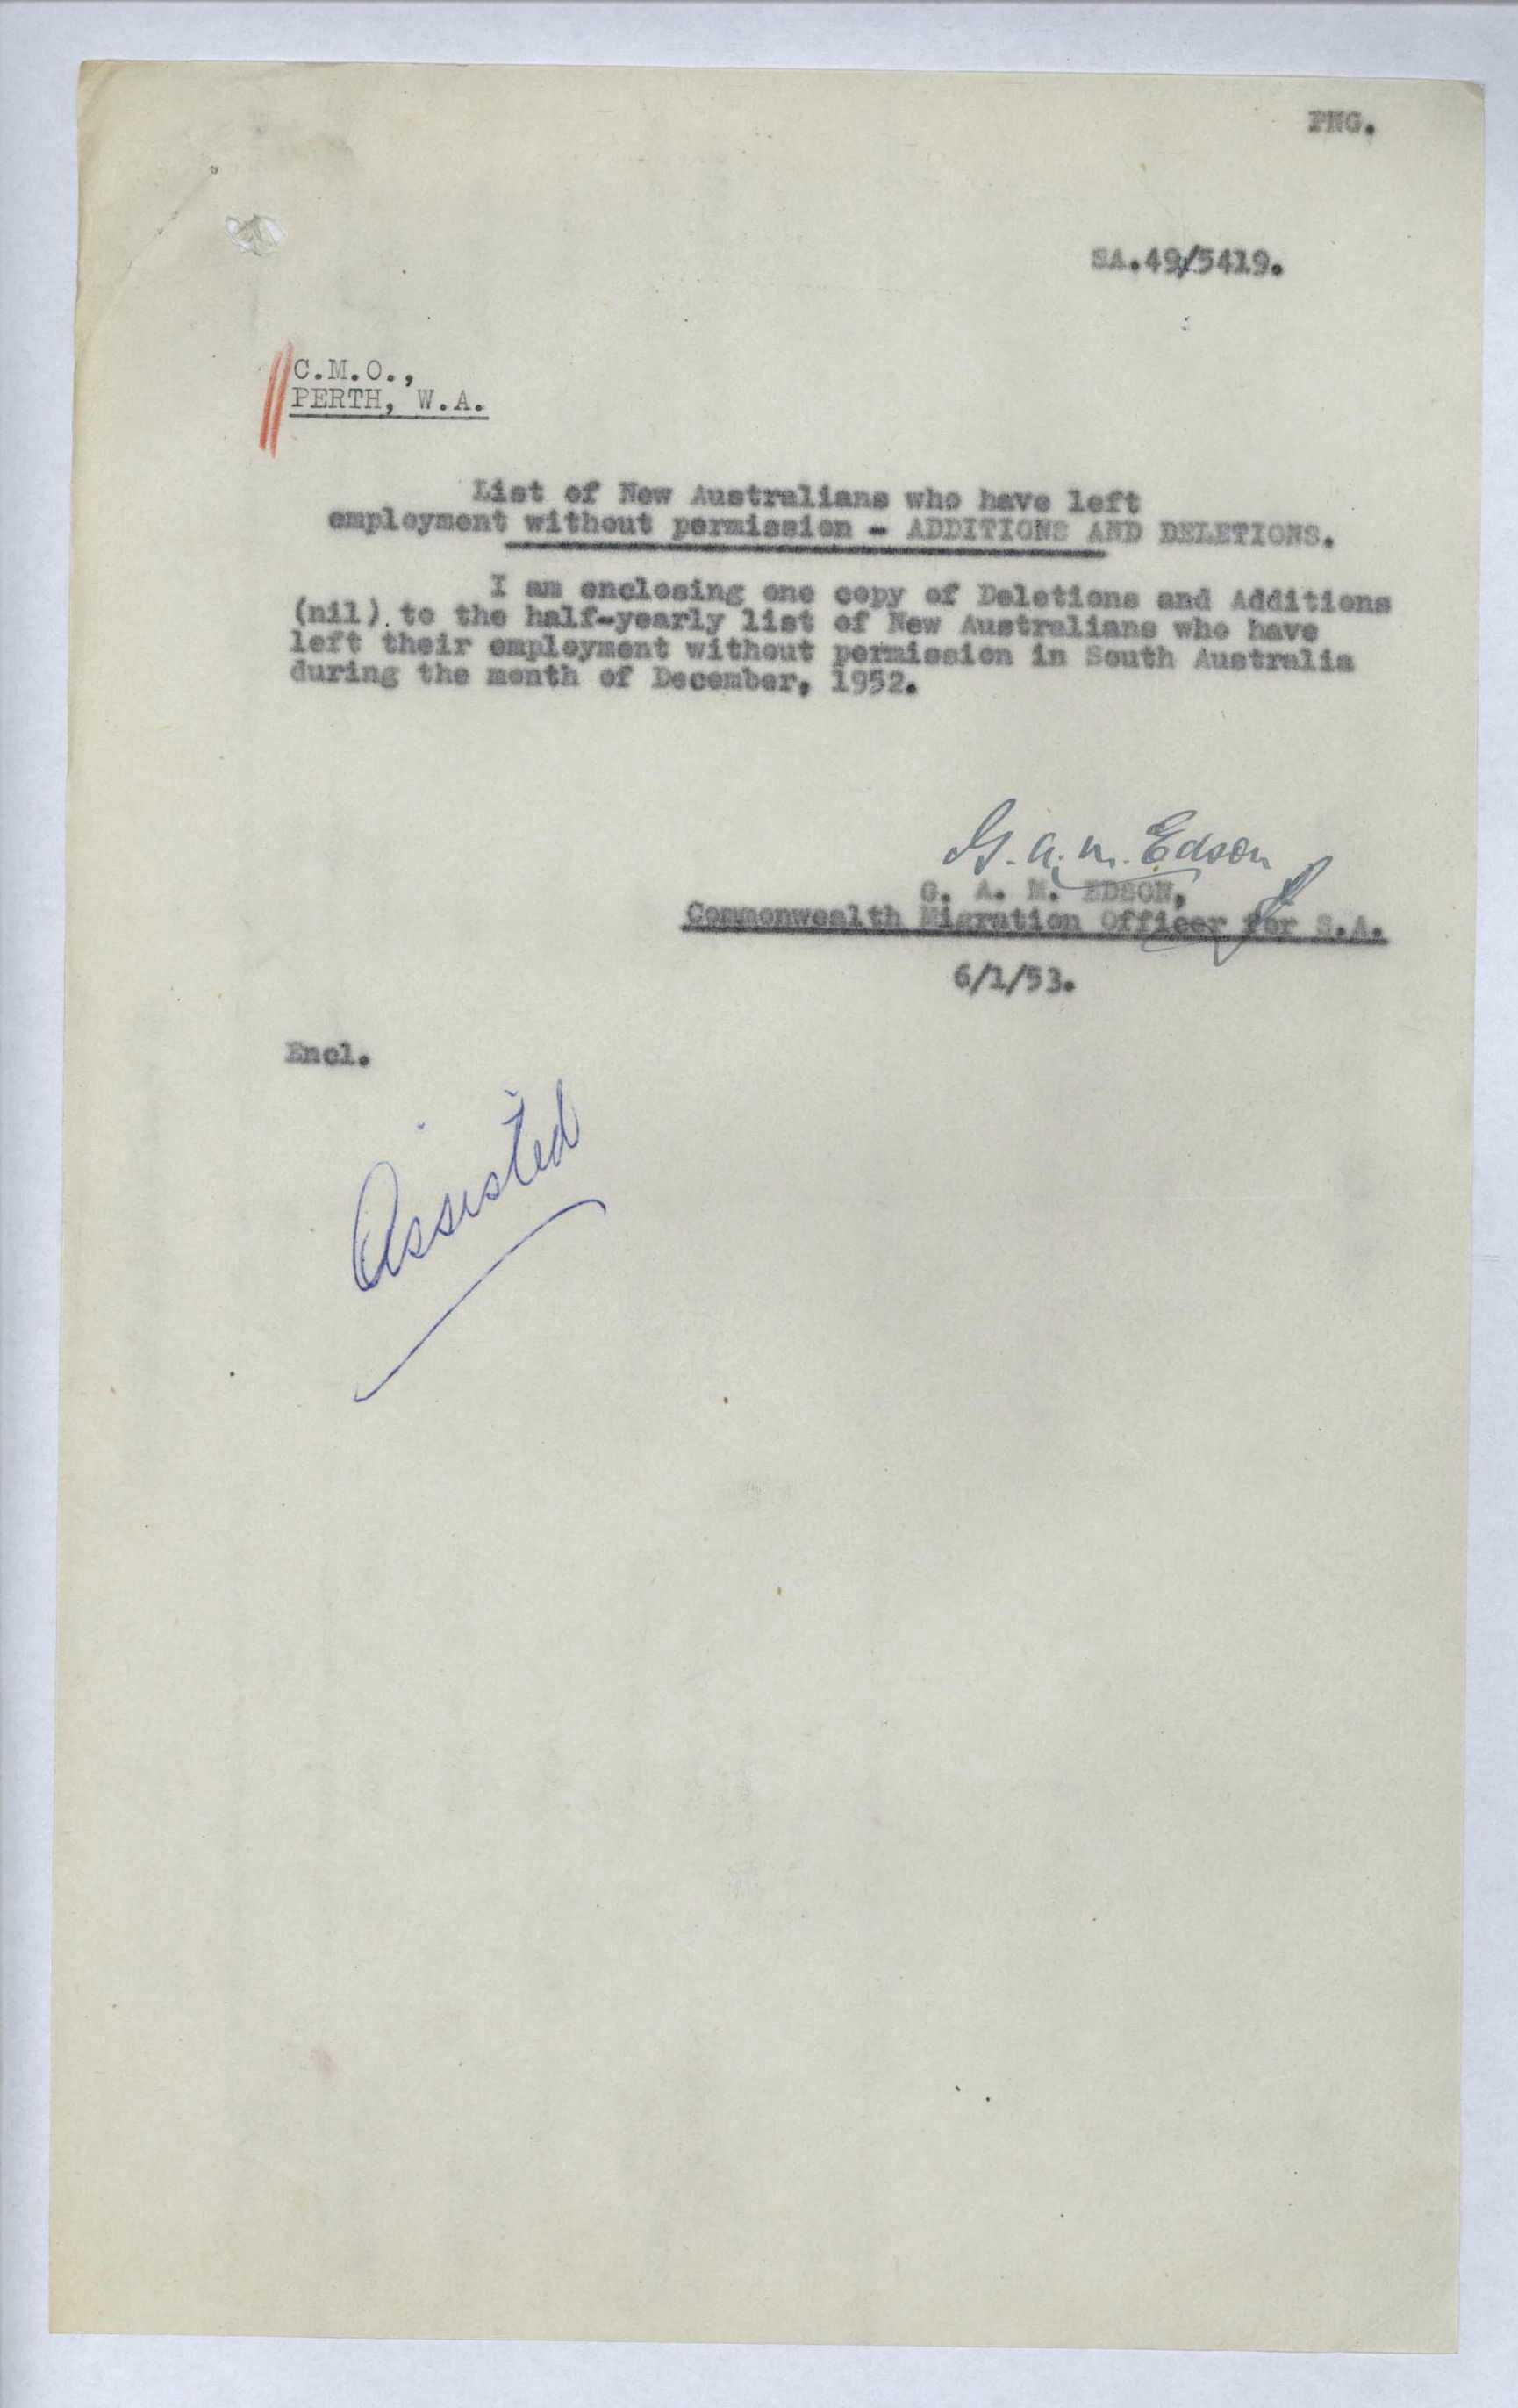 PNG.
SA.49/5419.
C.M.O.,
PERTH, W.A.
List of New Australians who have left
employment without permission - ADDITIONS AND DELETIONS.
I am enclosing one copy of Deletions and Additions
(nil) to the half-yearly list of New Australians who have
left their employment without permission in South Australia
during the month of December, 1952.
G. A. M. Edson
G. A. M. EDSON,
Commonwealth Migration Officer for S.A.
6/1/53.
Encl.
Assisted